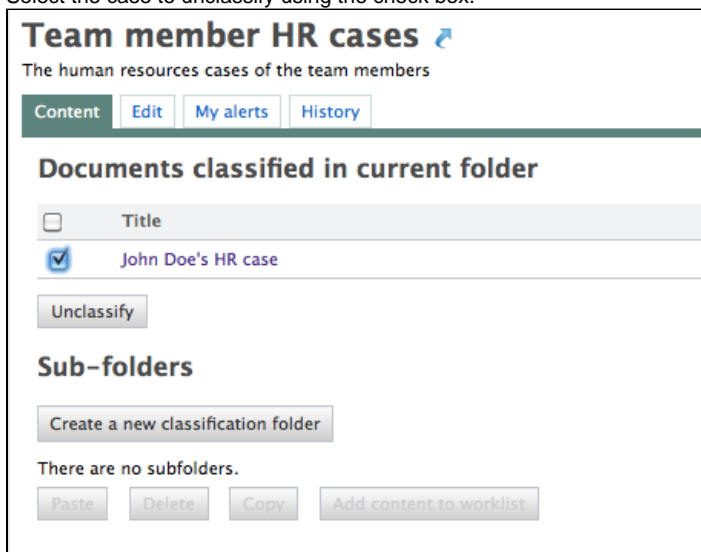 Select the case to unclassify using the check box.
Team member HR cases
The human resources cases of the team members
Content Edit My alerts History
Documents classified in current folder
Title
John Doe's HR case
Unclassify
Sub-folders
Create a new classification folder
There are no subfolders.
Paste Delete Copy Add content to worklist